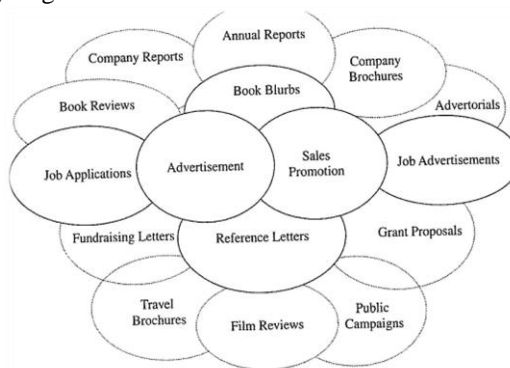 Annual Reports
Company Reports
Company
Brochures
Book Reviews
Book Blurbs
Advertorials
Job Applications
Advertisement
Sales
Promotion
Job Advertisements
Fundraising Letters
Reference Letters
Grant Proposals
Travel
Brochures
Film Reviews
Public
Campaigns